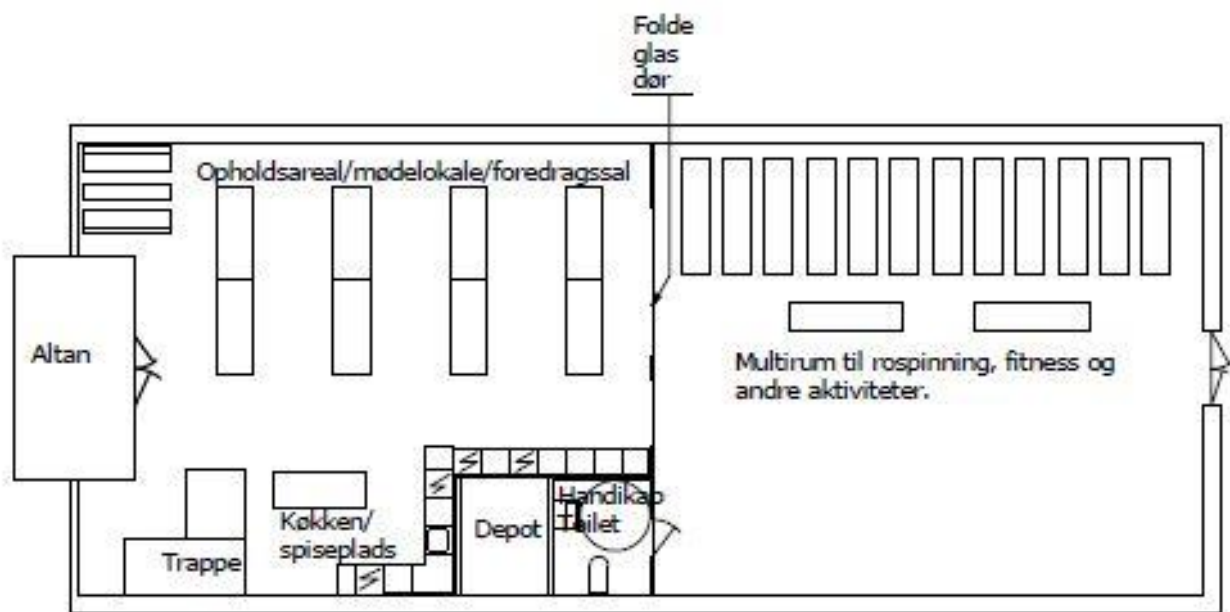 Folde
glas
dør
Opholdsareal/mødelokale/foredragssal
Altan
Multirum til rospinning, fitness og
andre aktiviteter.
Køkken/
spiseplads
Trappe
Depot
Handikap
Toilet